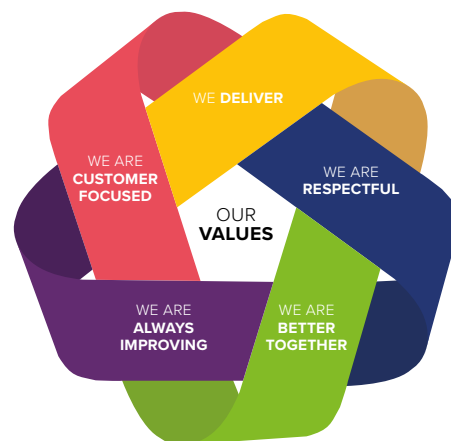 WE DELIVER
WE ARE
RESPECTFUL
WE ARE
BETTER
TOGETHER
WE ARE
ALWAYS
IMPROVING
WE ARE
CUSTOMER
FOCUSED
OUR
VALUES